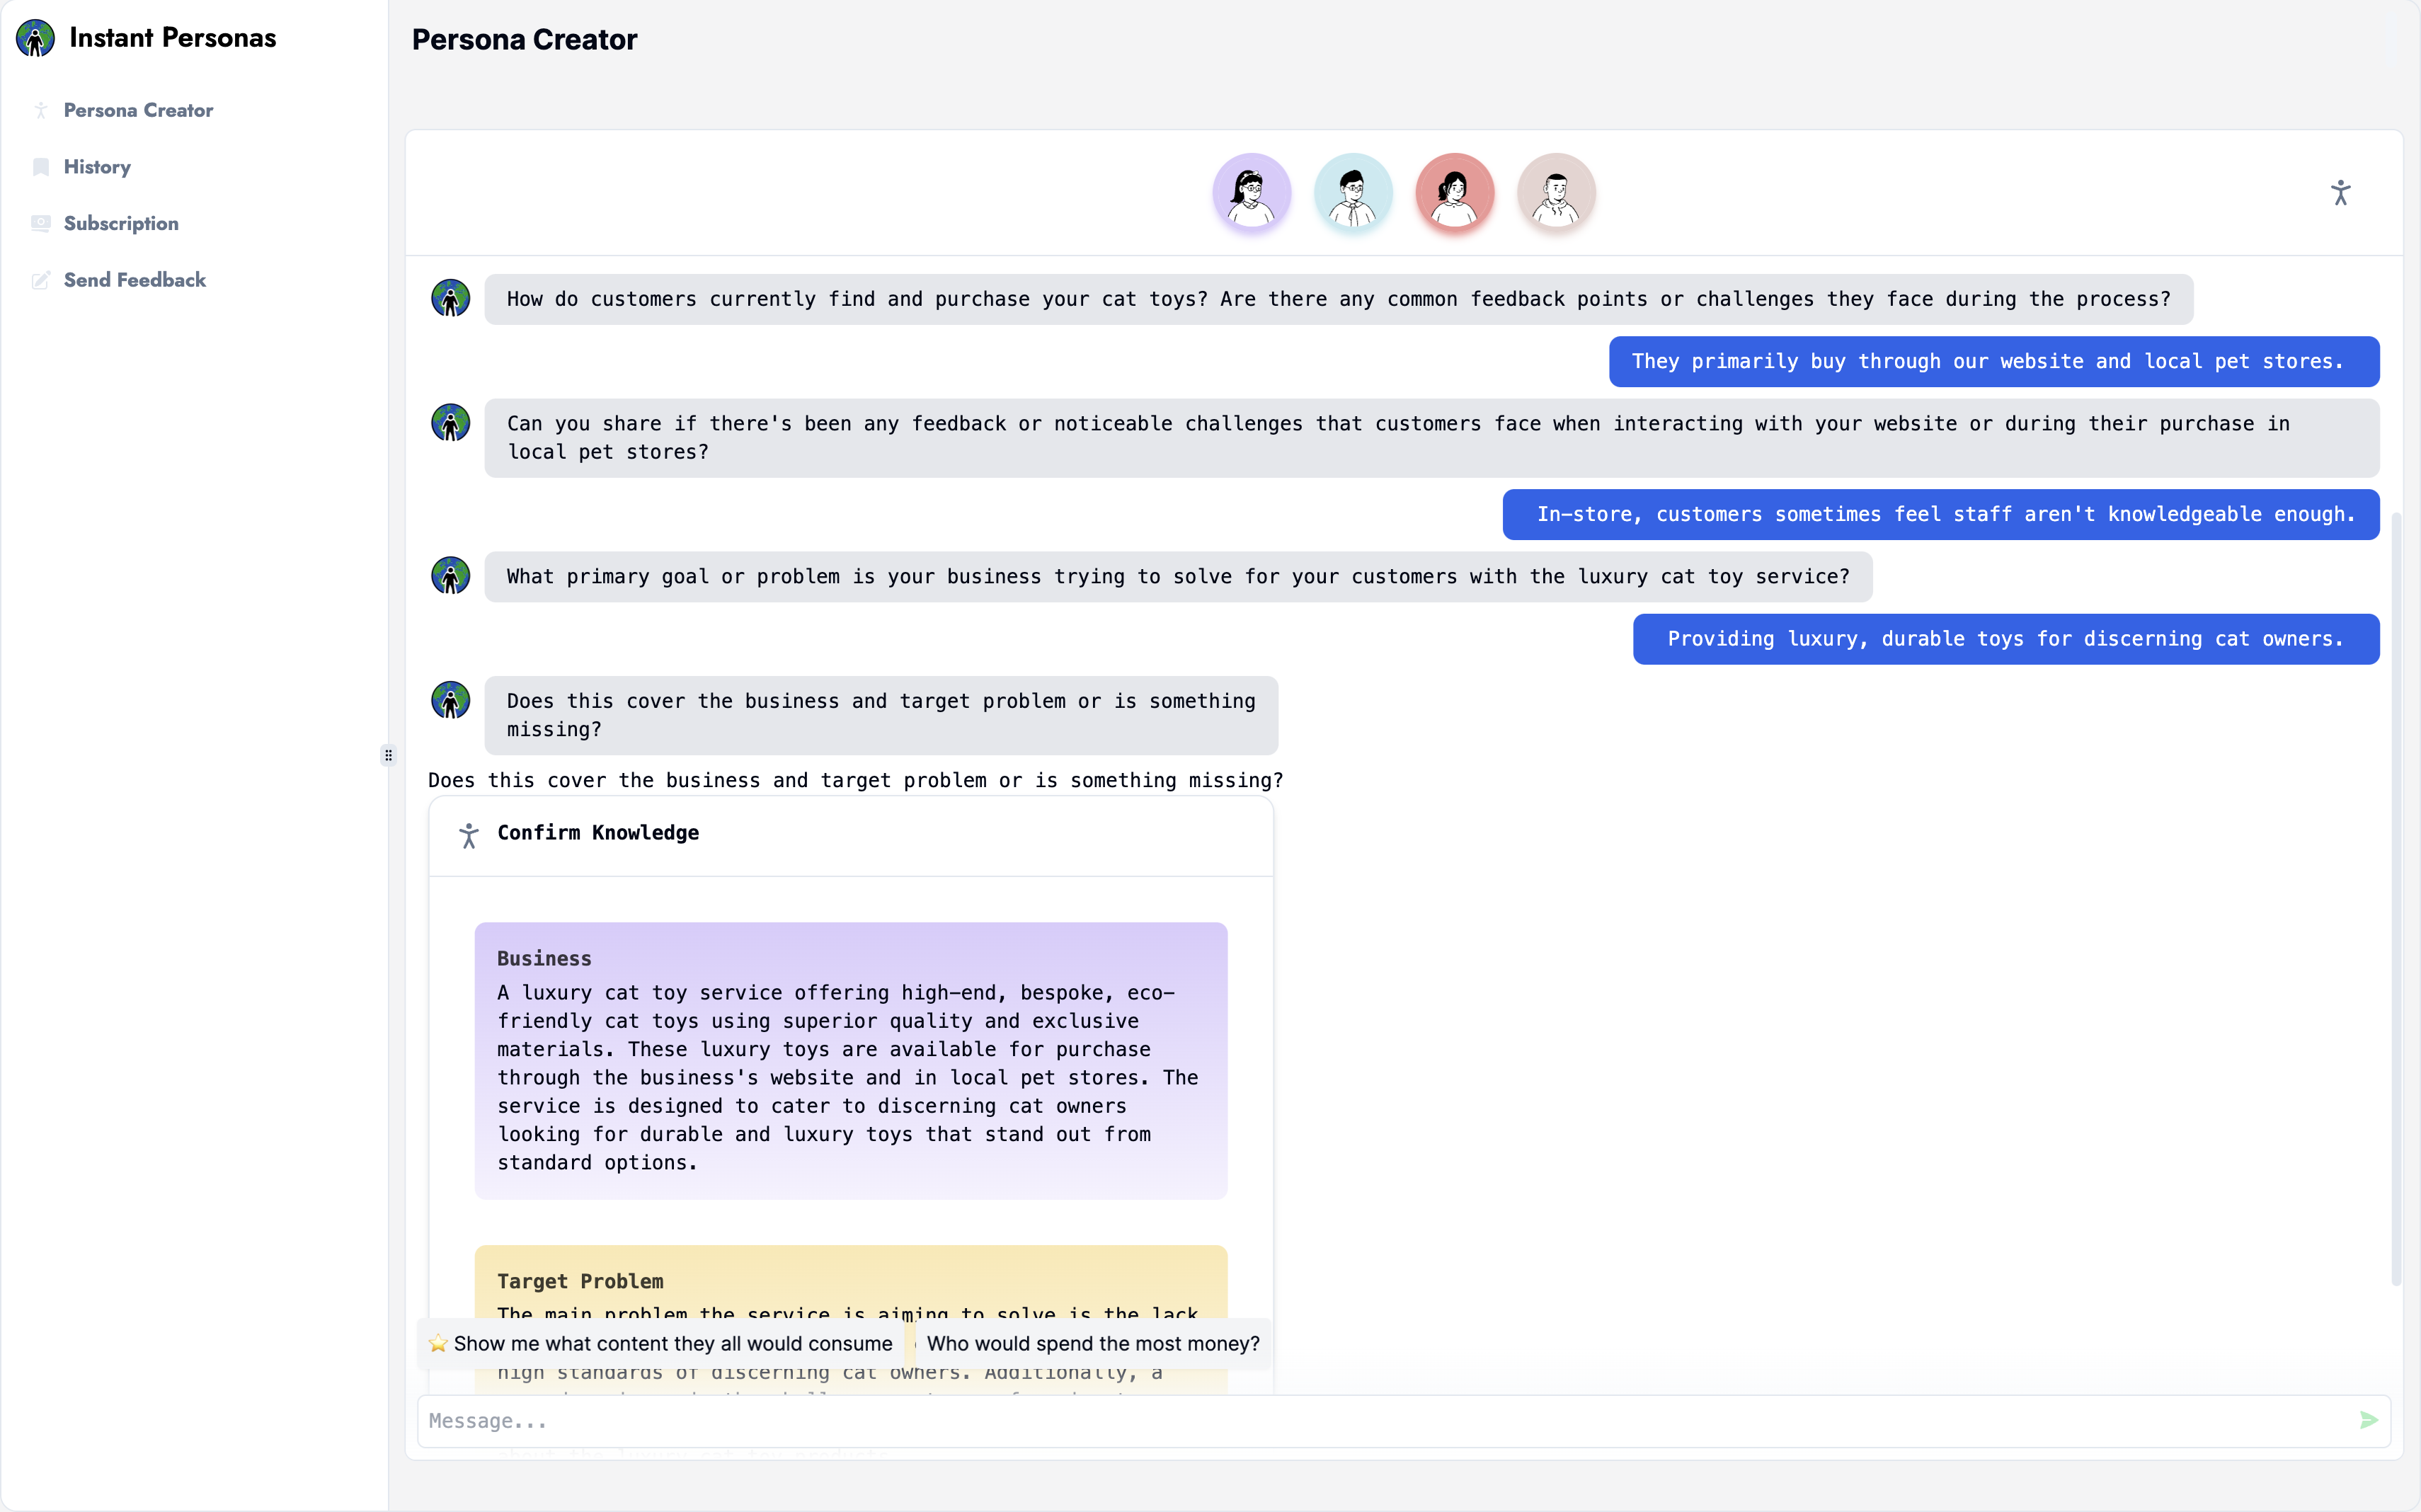 Instant Personas
Persona Creator
History
Subscription
Send Feedback
Persona Creator
How do customers currently find and purchase your cat toys? Are there any common feedback points or challenges they face during the process?
They primarily buy through our website and local pet stores.
Can you share if there's been any feedback or noticeable challenges that customers face when interacting with your website or during their purchase in
local pet stores?
In-store, customers sometimes feel staff aren't knowledgeable enough.
What primary goal or problem is your business trying to solve for your customers with the luxury cat toy service?
Providing luxury, durable toys for discerning cat owners.
Does this cover the business and target problem or is something
missing?
Does this cover the business and target problem or is something missing?
Confirm Knowledge
Business
A luxury cat toy service offering high-end, bespoke, eco-
friendly cat toys using superior quality and exclusive
materials. These luxury toys are available for purchase
through the business's website and in local pet stores. The
service is designed to cater to discerning cat owners
looking for durable and luxury toys that stand out from
standard options.
Target Problem
The main problem the service is aiming to solve is the lack
⭐ Show me what content they all would consume
Who would spend the most money?
high standards of discerning cat owners. Additionally, a
Message...